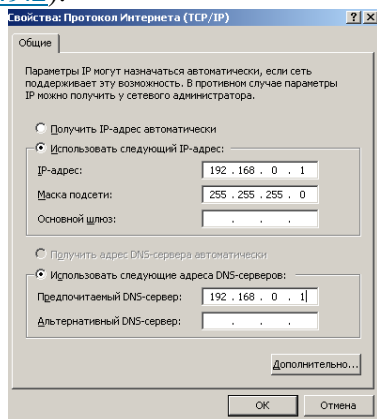 Свойства: Протокол Интернета (TCP/IP)
Общие
Параметры IP могут назначаться автоматически, если сеть
поддерживает эту возможность. В противном случае параметры
IP можно получить у сетевого администратора.
Получить IP-адрес автоматически
Использовать следующий IP-адрес:
IP-адрес: 192 . 168 . 0 . 1
Маска подсети: 255 . 255 . 255 . 0
Основной шлюз: . . .
Получить адрес DNS-сервера автоматически
Использовать следующие адреса DNS-серверов:
Предпочитаемый DNS-сервер: 192 . 168 . 0 . 1
Альтернативный DNS-сервер: . . .
Дополнительно...
ОК Отмена